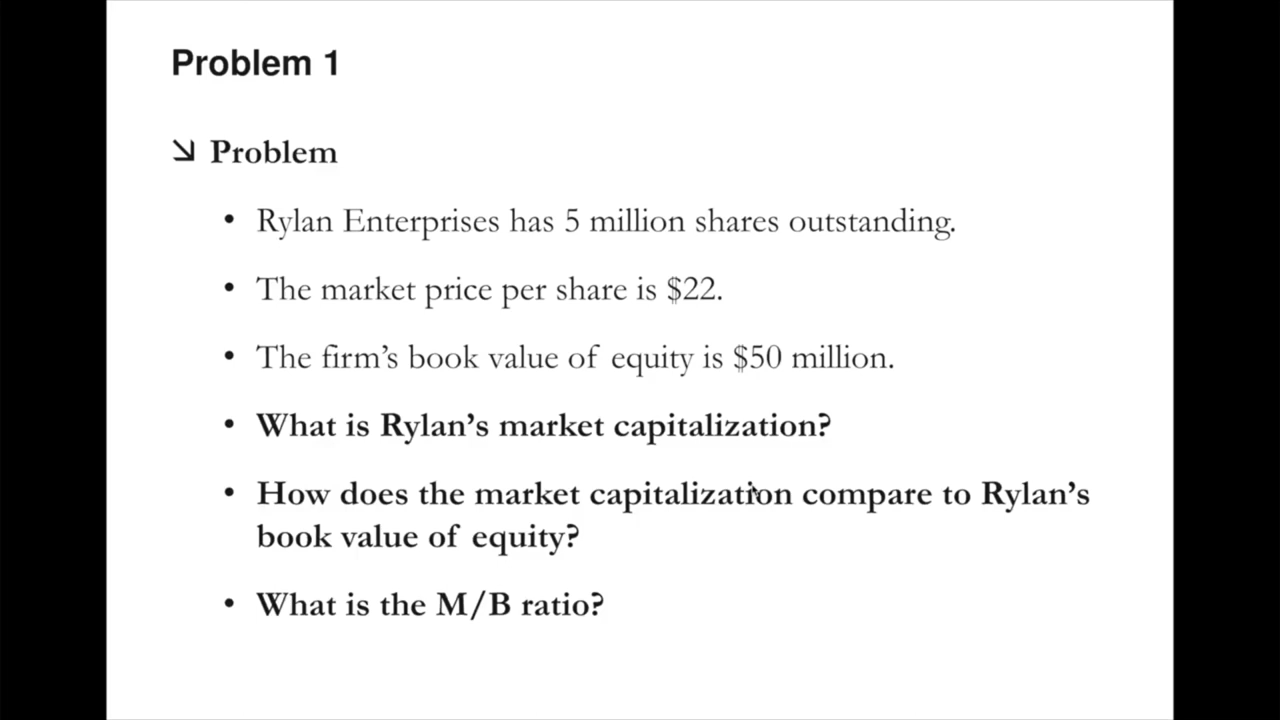 Problem 1
↘ Problem
• Rylan Enterprises has 5 million shares outstanding.
• The market price per share is $22.
• The firm’s book value of equity is $50 million.
• What is Rylan’s market capitalization?
• How does the market capitalization compare to Rylan’s
book value of equity?
• What is the M/B ratio?